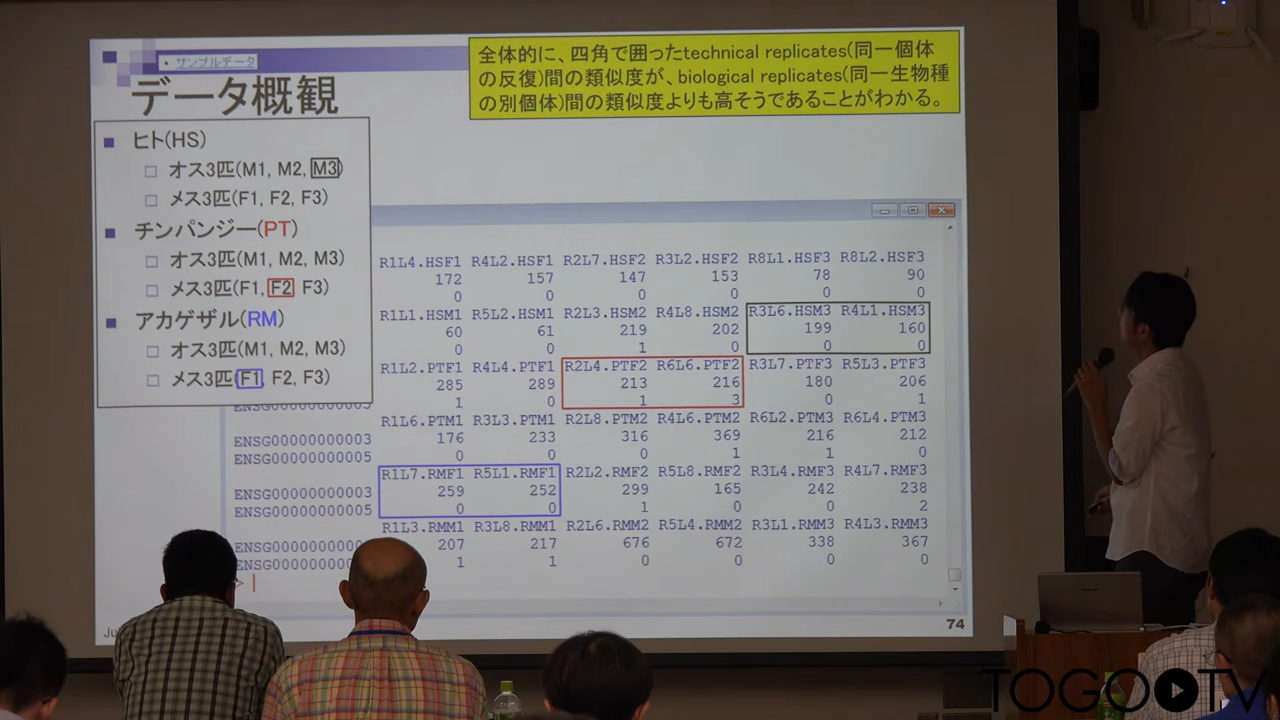 • サンプルデータ
データ概観
全体的に、四角で囲ったtechnical replicates(同一個体
の反復)間の類似度が、biological replicates(同一生物種
の別個体)間の類似度よりも高そうであることがわかる。
ヒト(HS)
オス3匹(M1, M2, M3)
メス3匹(F1, F2, F3)
チンパンジー(PT)
オス3匹(M1, M2, M3)
メス3匹(F1, F2 F3)
アカゲザル(RM)
オス3匹(M1, M2, M3)
メス3匹(F1, F2, F3)
R1L4.HSF1 R4L2.HSF1 R2L7.HSF2 R3L2.HSF2 R8L1.HSF3 R8L2.HSF3
172 157 147 153 78 90
0 0 0 0 0 0
R1L1.HSM1 R5L2.HSM1 R2L3.HSM2 R4L8.HSM2 R3L6.HSM3 R4L1.HSM3
60 61 219 202 199 160
0 0 1 0 0 0
R1L2.PTF1 R4L4.PTF1 R2L4.PTF2 R6L6.PTF2 R3L7.PTF3 R5L3.PTF3
285 289 213 216 180 206
1 0 1 3 0 1
R1L6.PTM1 R3L3.PTM1 R2L8.PTM2 R4L6.PTM2 R6L2.PTM3 R6L4.PTM3
ENSG00000000003 176 233 316 369 216 212
ENSG00000000005 0 0 0 1 1 0
R1L7.RMF1 R5L1.RMF1 R2L2.RMF2 R5L8.RMF2 R3L4.RMF3 R4L7.RMF3
ENSG00000000003 259 252 299 165 242 238
ENSG00000000005 0 0 1 0 0 2
R1L3.RMM1 R3L8.RMM1 R2L6.RMM2 R5L4.RMM2 R3L1.RMM3 R4L3.RMM3
207 217 676 672 338 367
1 1 0 0 0 0
>
74
TOGO TV